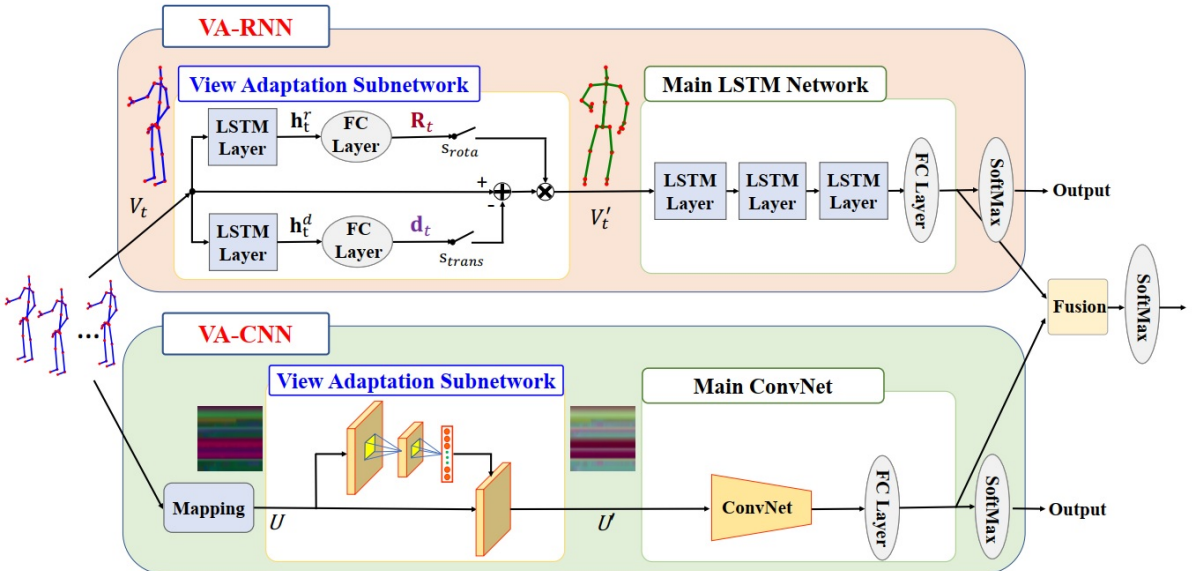 VA-RNN
View Adaptation Subnetwork
Main LSTM Network
LSTM
Layer
h_t^r
FC
Layer
R_t
s_rota
+
-
V_t
LSTM
Layer
h_t^d
FC
Layer
d_t
s_trans
V_t'
LSTM
Layer
LSTM
Layer
LSTM
Layer
FC Layer
SoftMax
Output
...
Fusion
SoftMax
VA-CNN
View Adaptation Subnetwork
Main ConvNet
Mapping
U
U'
ConvNet
FC Layer
SoftMax
Output